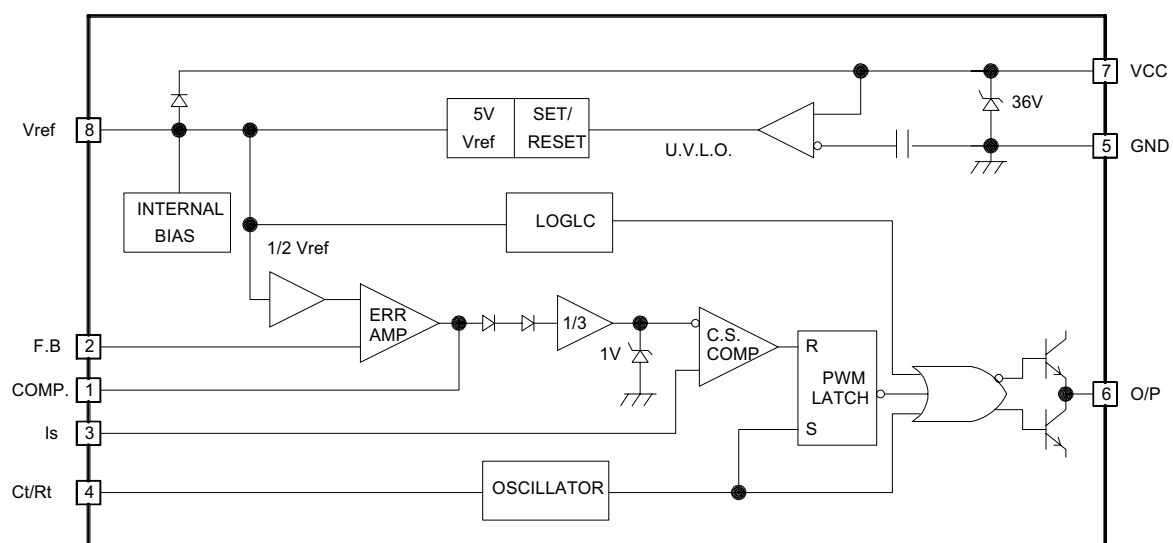 7 VCC
36V
Vref 8
5V
Vref
SET/
RESET
U.V.L.O.
5 GND
INTERNAL
BIAS
LOGLC
1/2 Vref
ERR
AMP
1/3
1V
C.S.
COMP
F.B 2
COMP. 1
Is 3
R
PWM
LATCH
S
6 O/P
Ct/Rt 4
OSCILLATOR